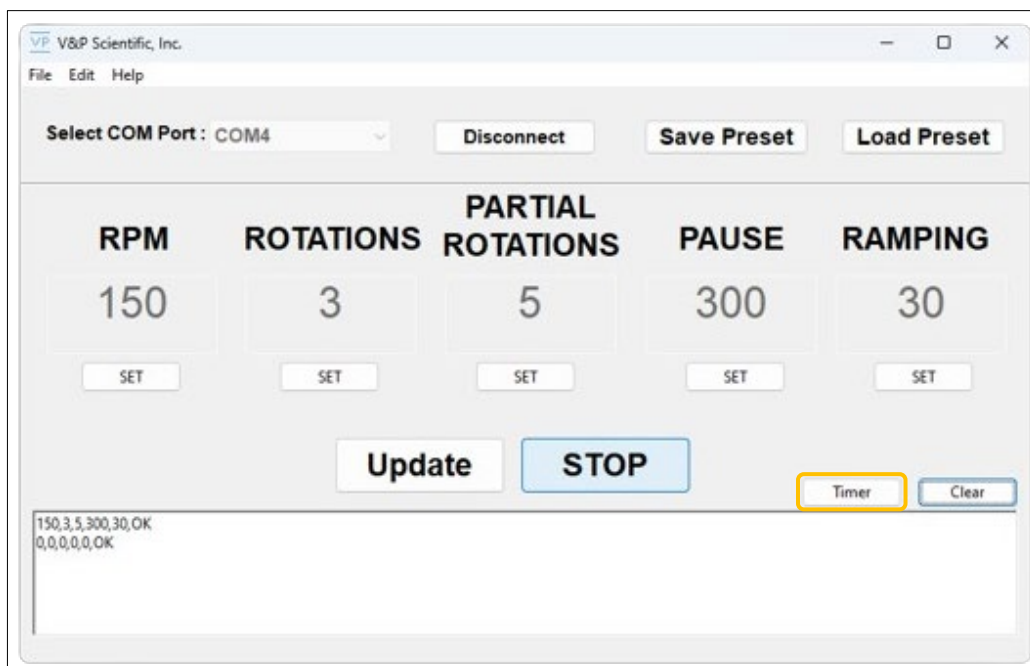 VP V&P Scientific, Inc.
File Edit Help
Select COM Port : COM4 Disconnect Save Preset Load Preset
RPM ROTATIONS PARTIAL ROTATIONS PAUSE RAMPING
150 3 5 300 30
SET SET SET SET SET
Update STOP
Timer Clear
150,3,5,300,30,OK
0,0,0,0,0,OK